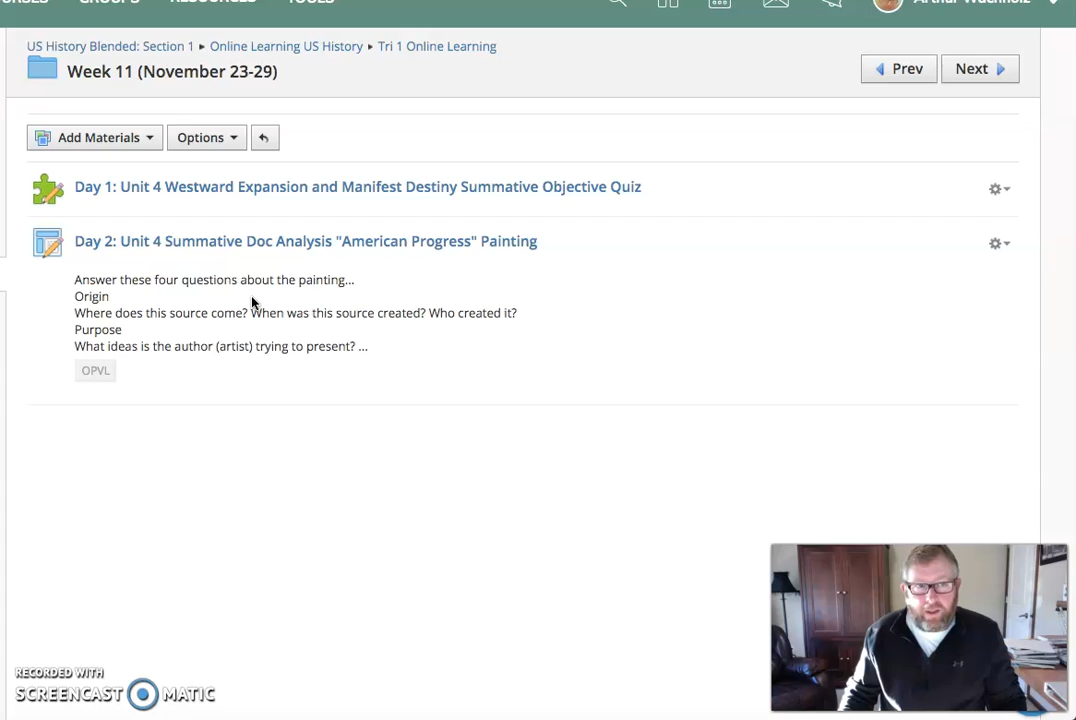 GROUPS RESOURCES TOOLS
US History Blended: Section 1 ▸ Online Learning US History ▸ Tri 1 Online Learning
Week 11 (November 23-29)
Prev Next
Add Materials Options
Day 1: Unit 4 Westward Expansion and Manifest Destiny Summative Objective Quiz
Day 2: Unit 4 Summative Doc Analysis "American Progress" Painting
Answer these four questions about the painting...
Origin
Where does this source come? When was this source created? Who created it?
Purpose
What ideas is the author (artist) trying to present? ...
OPVL
RECORDED WITH
SCREENCAST MATIC